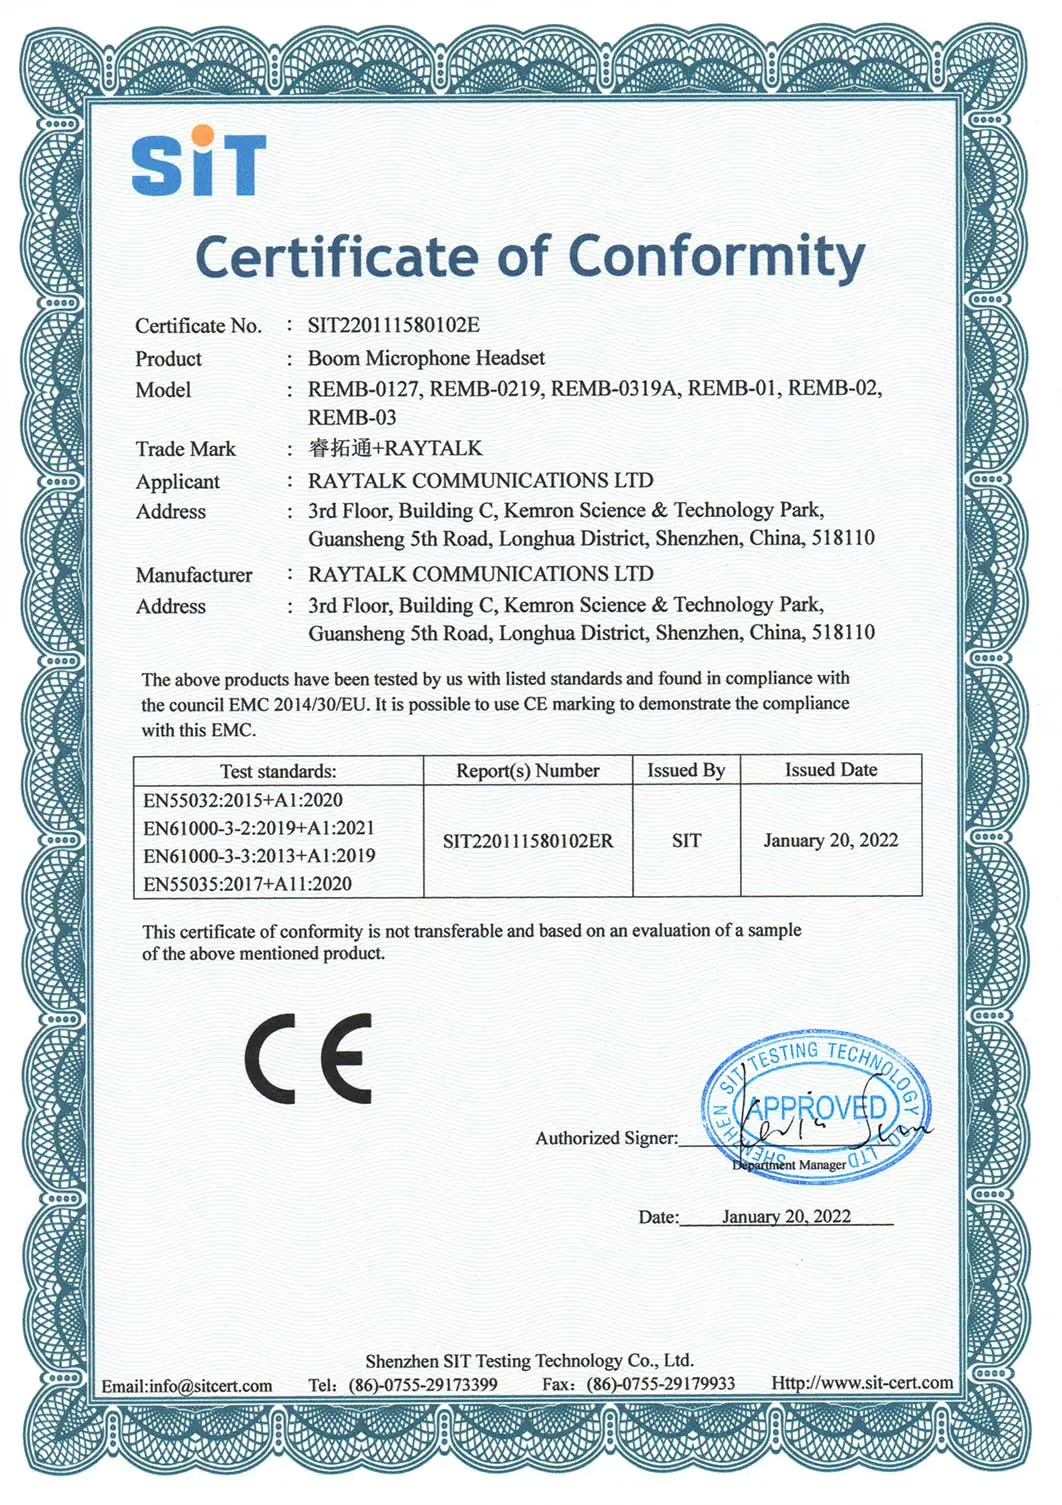 SiT
Certificate of Conformity
Certificate No. : SIT220111580102E
Product : Boom Microphone Headset
Model : REMB-0127, REMB-0219, REMB-0319A, REMB-01, REMB-02,
REMB-03
Trade Mark : 睿拓通+RAYTALK
Applicant : RAYTALK COMMUNICATIONS LTD
Address : 3rd Floor, Building C, Kemron Science & Technology Park,
Guansheng 5th Road, Longhua District, Shenzhen, China, 518110
Manufacturer : RAYTALK COMMUNICATIONS LTD
Address : 3rd Floor, Building C, Kemron Science & Technology Park,
Guansheng 5th Road, Longhua District, Shenzhen, China, 518110
The above products have been tested by us with listed standards and found in compliance with
the council EMC 2014/30/EU. It is possible to use CE marking to demonstrate the compliance
with this EMC.
Test standards: Report(s) Number Issued By Issued Date
EN55032:2015+A1:2020
EN61000-3-2:2019+A1:2021
EN61000-3-3:2013+A1:2019
EN55035:2017+A11:2020
SIT220111580102ER SIT January 20, 2022
This certificate of conformity is not transferable and based on an evaluation of a sample
of the above mentioned product.
CE
SHENZHEN SIT TESTING TECHNOLOGY CO., LTD
APPROVED
Authorized Signer:
Department Manager
Date: January 20, 2022
Shenzhen SIT Testing Technology Co., Ltd.
Email:info@sitcert.com Tel: (86)-0755-29173399 Fax: (86)-0755-29179933 Http://www.sit-cert.com